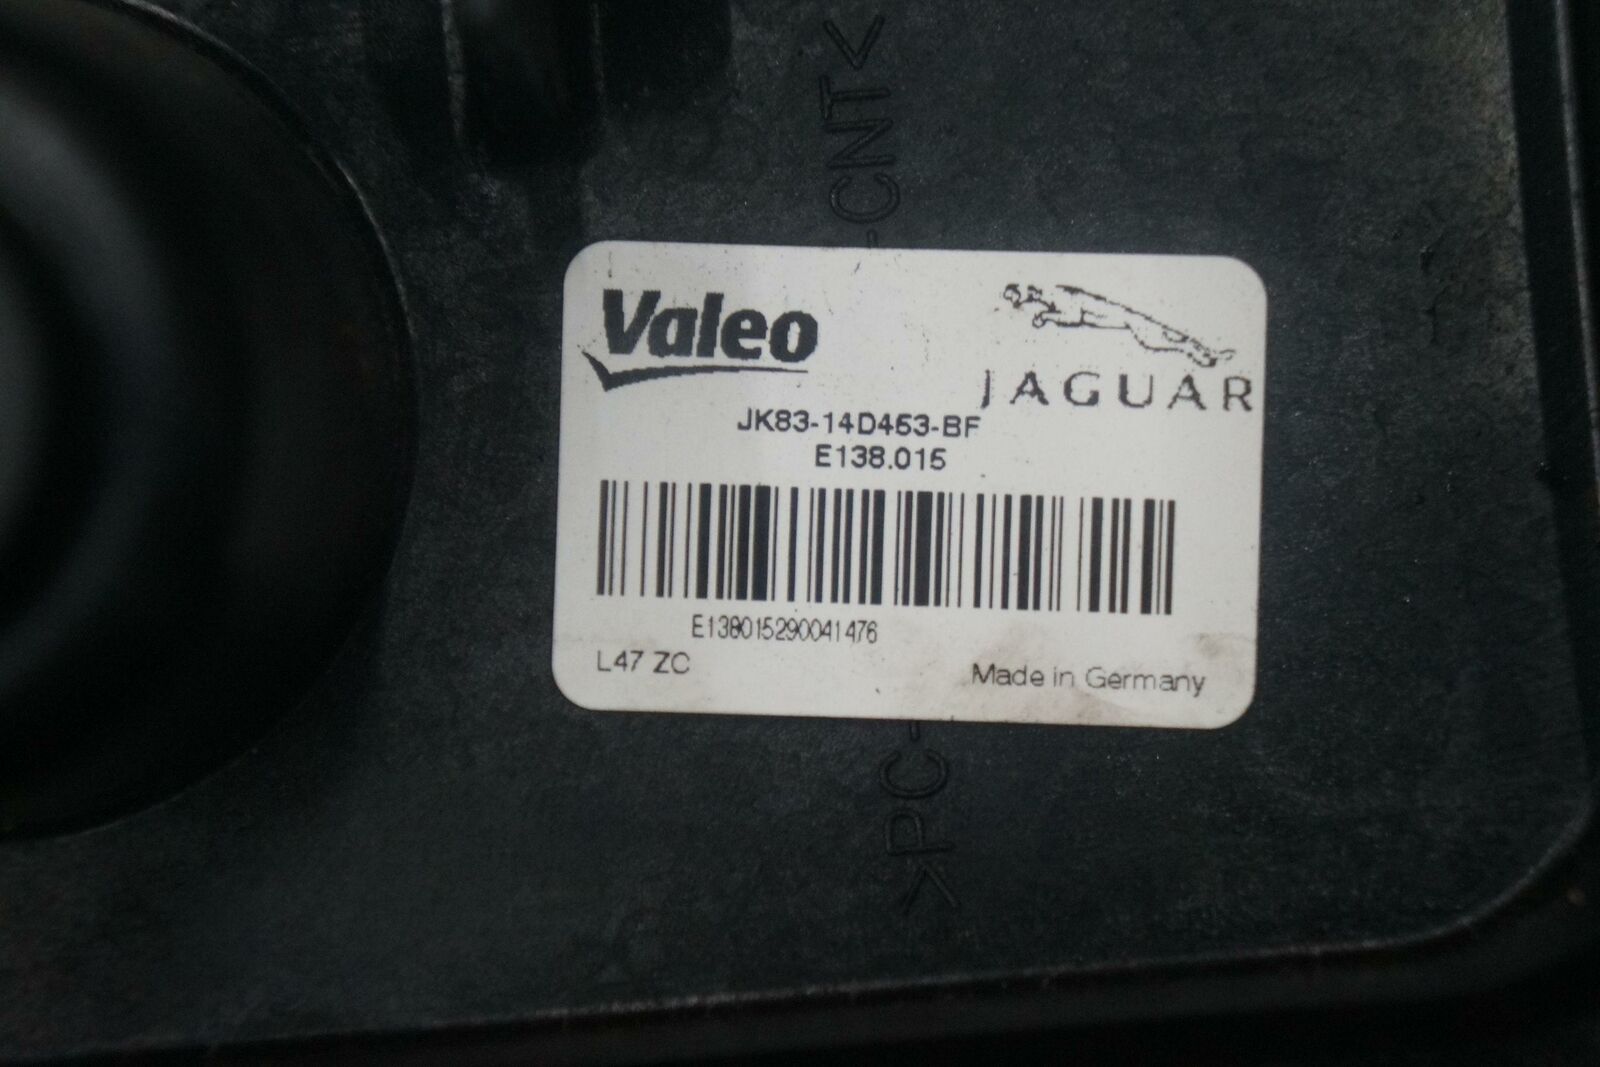 Valeo
JAGUAR
JK83-14D453-BF
E138.015
E138015290041476
L47 ZC
Made in Germany
>PC-
-CNT<